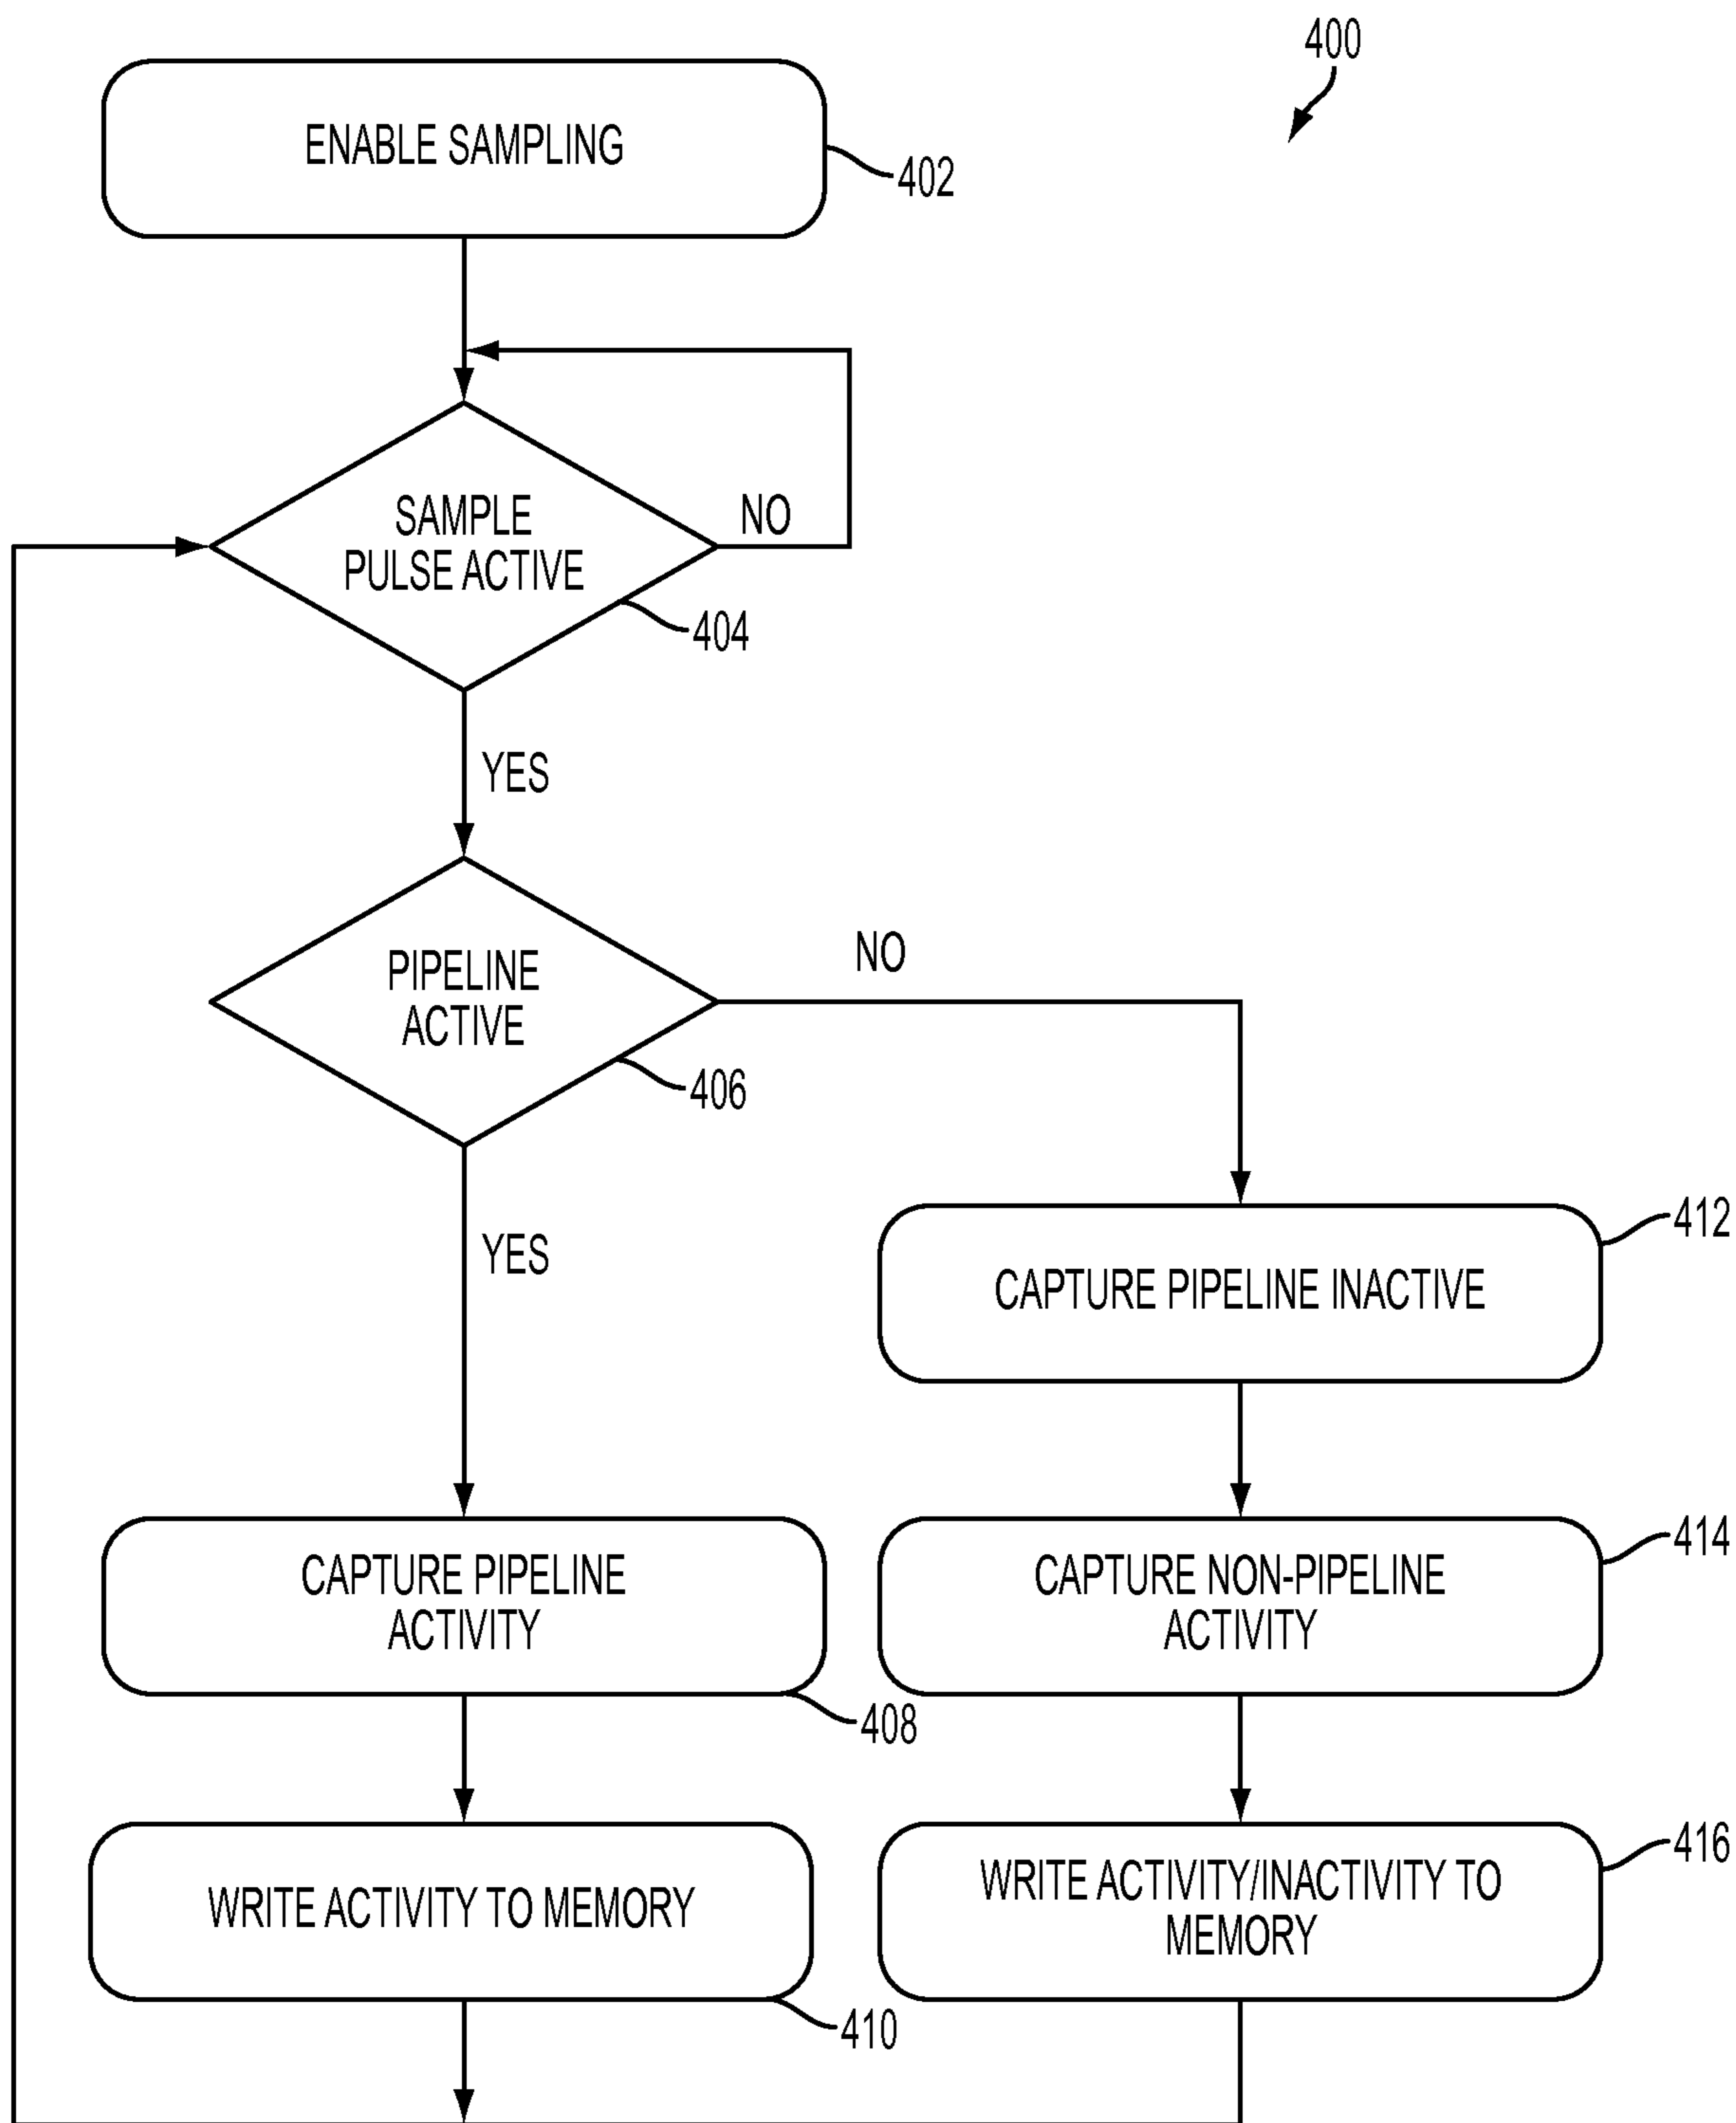 400
ENABLE SAMPLING
402
SAMPLE
PULSE ACTIVE
NO
404
YES
PIPELINE
ACTIVE
NO
406
YES
412
CAPTURE PIPELINE INACTIVE
CAPTURE PIPELINE
ACTIVITY
408
CAPTURE NON-PIPELINE
ACTIVITY
414
WRITE ACTIVITY TO MEMORY
410
WRITE ACTIVITY/INACTIVITY TO
MEMORY
416